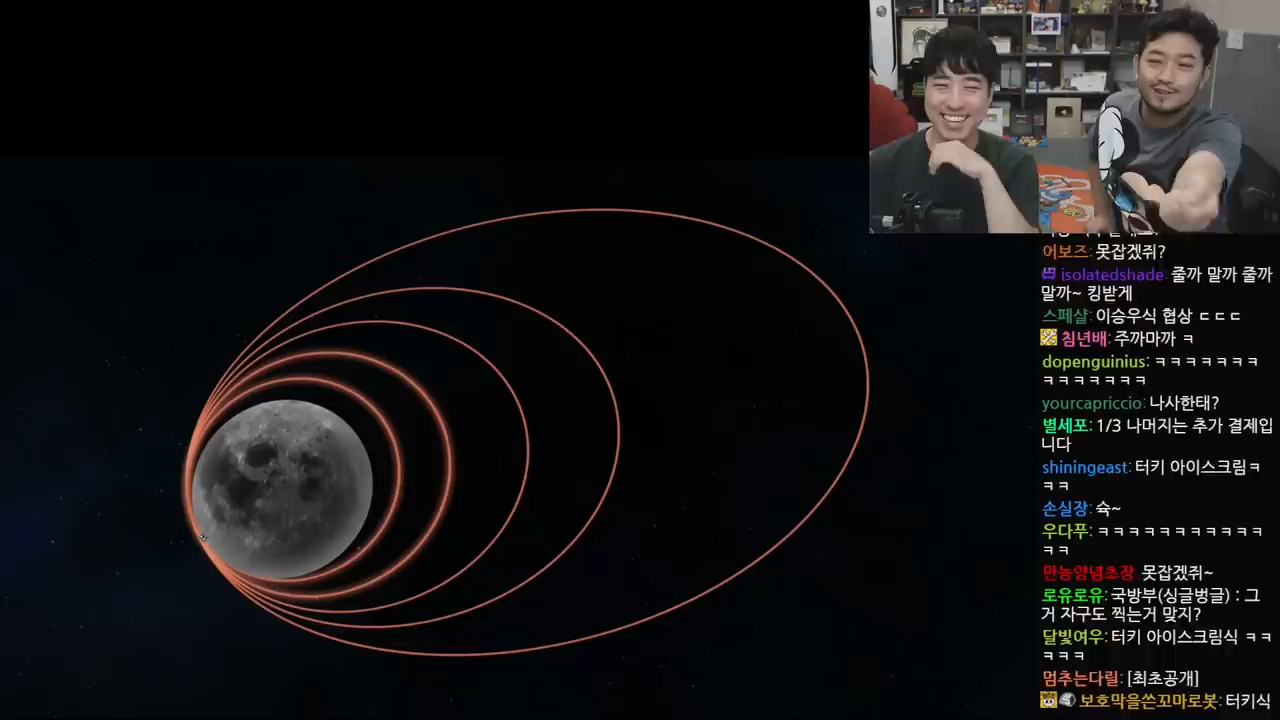 어보즈: 못잡겠쥐?
isolatedshade: 줄까 말까 줄까
말까~ 킹받게
스페샬: 이승우식 협상 ㄷㄷㄷ
침년배: 주까마까 ㅋ
dopenguinius: ㅋㅋㅋㅋㅋㅋㅋ
ㅋㅋㅋㅋㅋㅋㅋ
yourcapriccio: 나사한태?
별세포: 1/3 나머지는 추가 결제입
니다
shiningeast: 터키 아이스크림ㅋ
ㅋㅋ
손실장: 슉~
우다푸: ㅋㅋㅋㅋㅋㅋㅋㅋㅋㅋㅋ
ㅋㅋ
만능양념초장 못잡겠쥐~
로유로유: 국방부(싱글벙글) : 그
거 자구도 찍는거 맞지?
달빛여우: 터키 아이스크림식 ㅋㅋ
ㅋㅋㅋ
멈추는다릴: [최초공개]
보호막을쓴꼬마로봇: 터키식